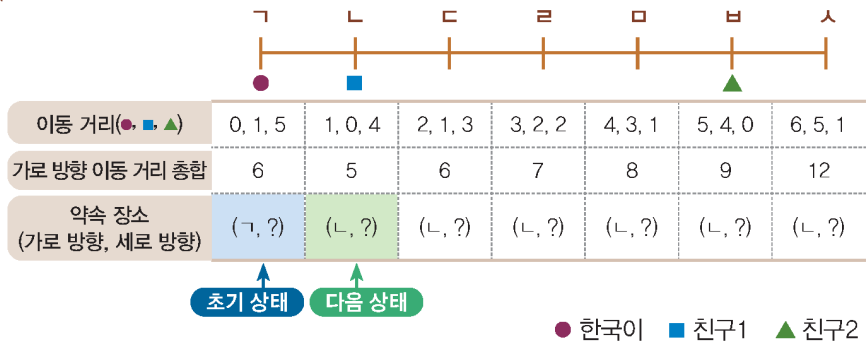 ㄱ ㄴ ㄷ ㄹ ㅁ ㅂ ㅅ
이동 거리(●, ■, ▲) 0, 1, 5 1, 0, 4 2, 1, 3 3, 2, 2 4, 3, 1 5, 4, 0 6, 5, 1
가로 방향 이동 거리 총합 6 5 6 7 8 9 12
약속 장소
(가로 방향, 세로 방향) (ㄱ, ?) (ㄴ, ?) (ㄴ, ?) (ㄴ, ?) (ㄴ, ?) (ㄴ, ?) (ㄴ, ?)
초기 상태 다음 상태
● 한국이 ■ 친구1 ▲ 친구2